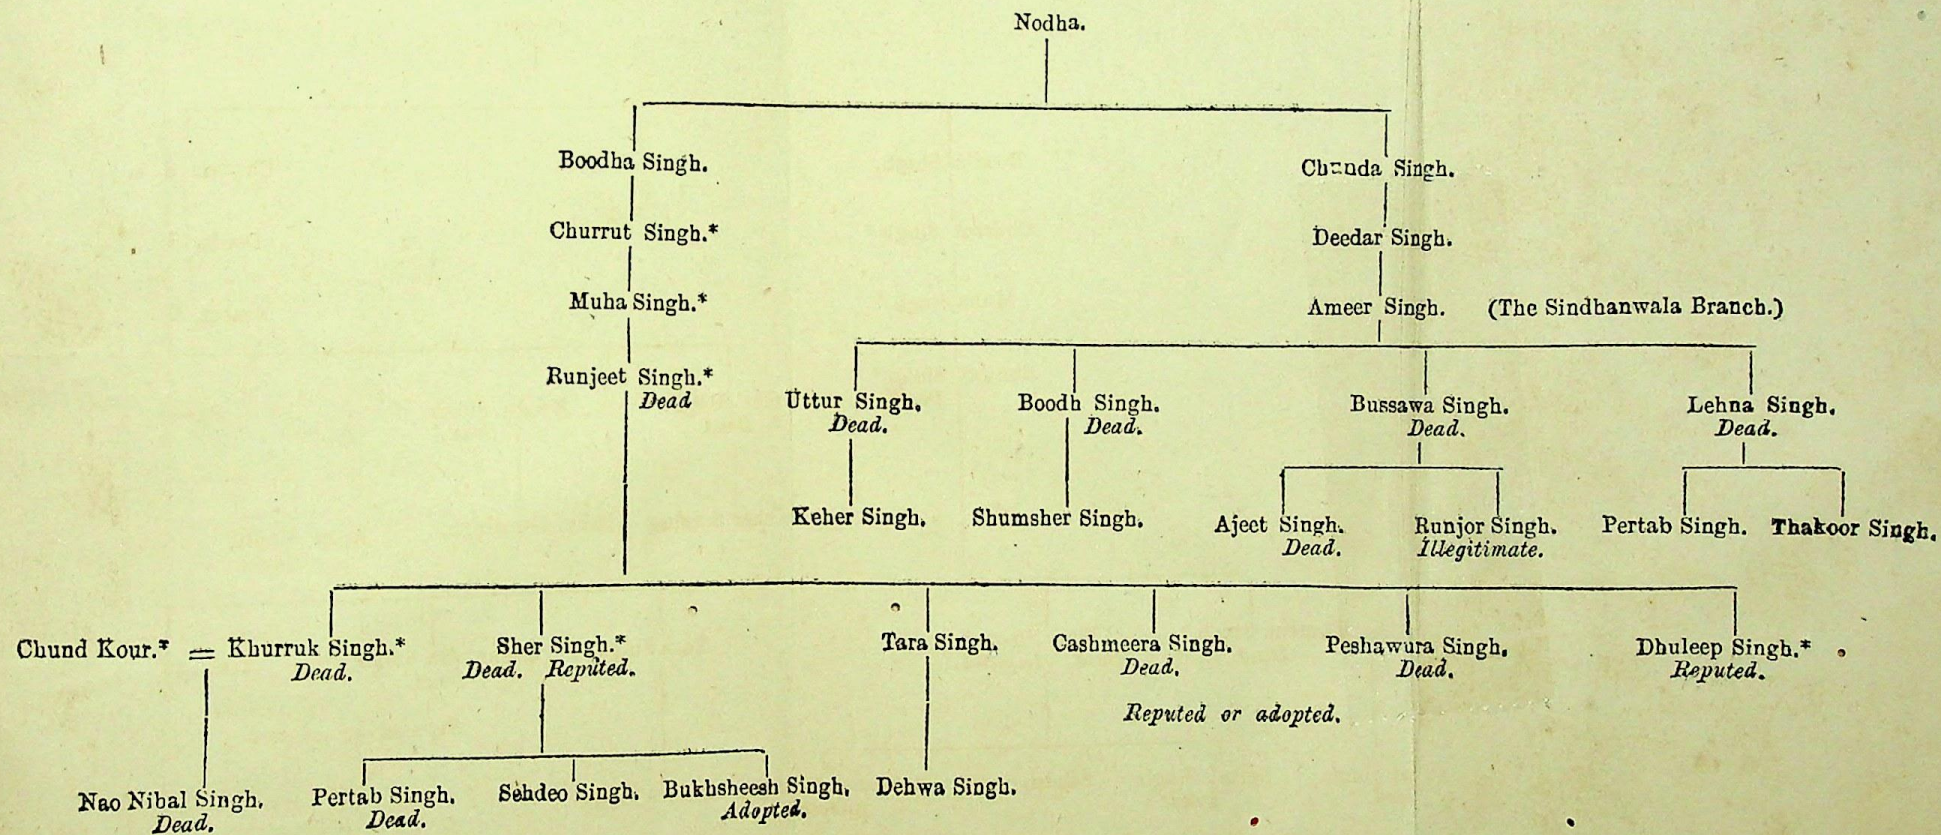 Nodha.
Boodha Singh.
Chanda Singh.
Churrut Singh.*
Deedar Singh.
Muha Singh.*
Ameer Singh. (The Sindhanwala Branch.)
Runjeet Singh.*
Dead
Uttur Singh.
Dead.
Boodh Singh.
Dead.
Bussawa Singh.
Dead.
Lehna Singh.
Dead.
Keher Singh.
Shumsher Singh.
Ajeet Singh.
Dead.
Runjor Singh.
Illegitimate.
Pertab Singh.
Thakoor Singh.
Chund Kour.* = Khurruk Singh.*
Dead.
Sher Singh.*
Dead. Reputed.
Tara Singh.
Cashmeera Singh.
Dead.
Peshawura Singh.
Dead.
Dhuleep Singh.*
Reputed.
Reputed or adopted.
Nao Nihal Singh.
Dead.
Pertab Singh.
Dead.
Sehdeo Singh.
Bukhsheesh Singh.
Adopted.
Dehwa Singh.